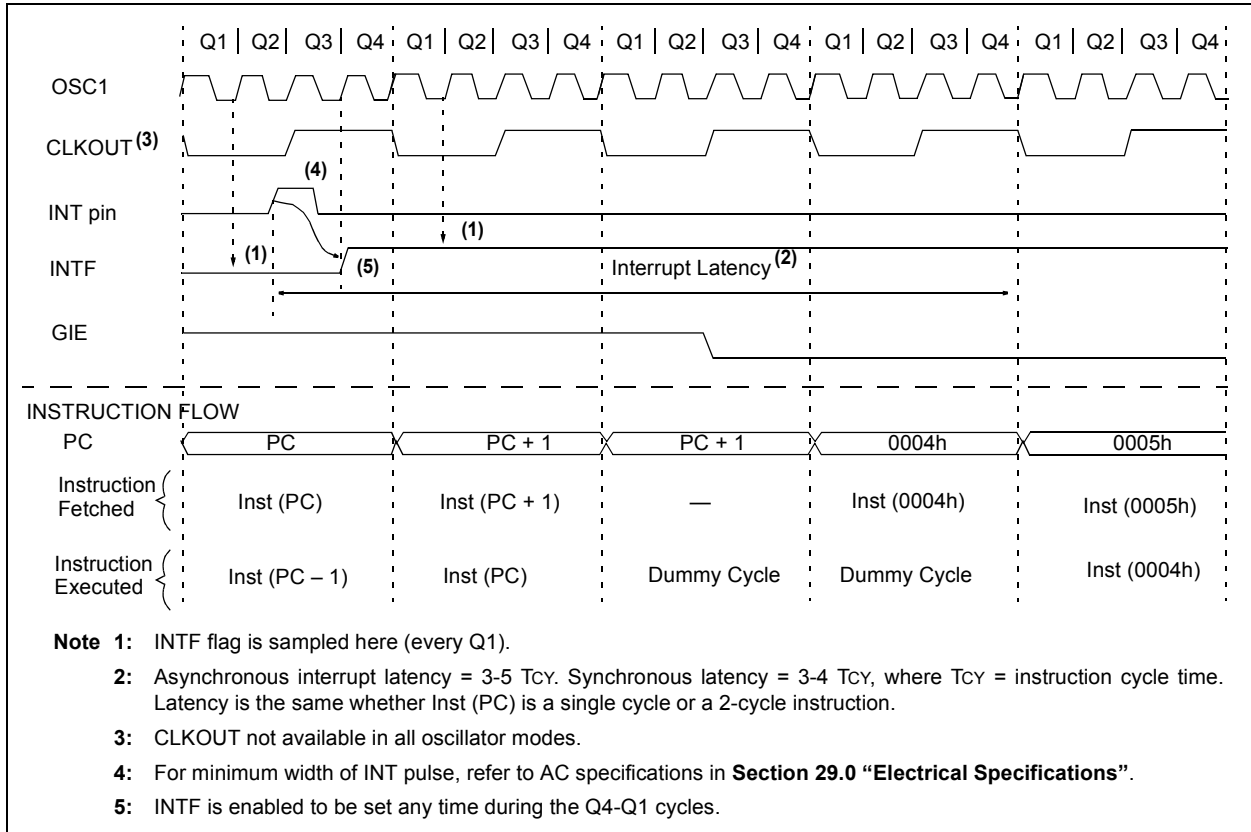 Q1 | Q2 | Q3 | Q4 Q1 | Q2 | Q3 | Q4 Q1 | Q2 | Q3 | Q4 Q1 | Q2 | Q3 | Q4 Q1 | Q2 | Q3 | Q4
OSC1
CLKOUT (3)
(4)
INT pin
(1) (1)
INTF (5) Interrupt Latency (2)
GIE
INSTRUCTION FLOW
PC PC PC + 1 PC + 1 0004h 0005h
Instruction
Fetched
Inst (PC) Inst (PC + 1) — Inst (0004h) Inst (0005h)
Instruction
Executed
Inst (PC – 1) Inst (PC) Dummy Cycle Dummy Cycle Inst (0004h)
Note 1: INTF flag is sampled here (every Q1).
2: Asynchronous interrupt latency = 3-5 TCY. Synchronous latency = 3-4 TCY, where TCY = instruction cycle time.
Latency is the same whether Inst (PC) is a single cycle or a 2-cycle instruction.
3: CLKOUT not available in all oscillator modes.
4: For minimum width of INT pulse, refer to AC specifications in Section 29.0 “Electrical Specifications”.
5: INTF is enabled to be set any time during the Q4-Q1 cycles.